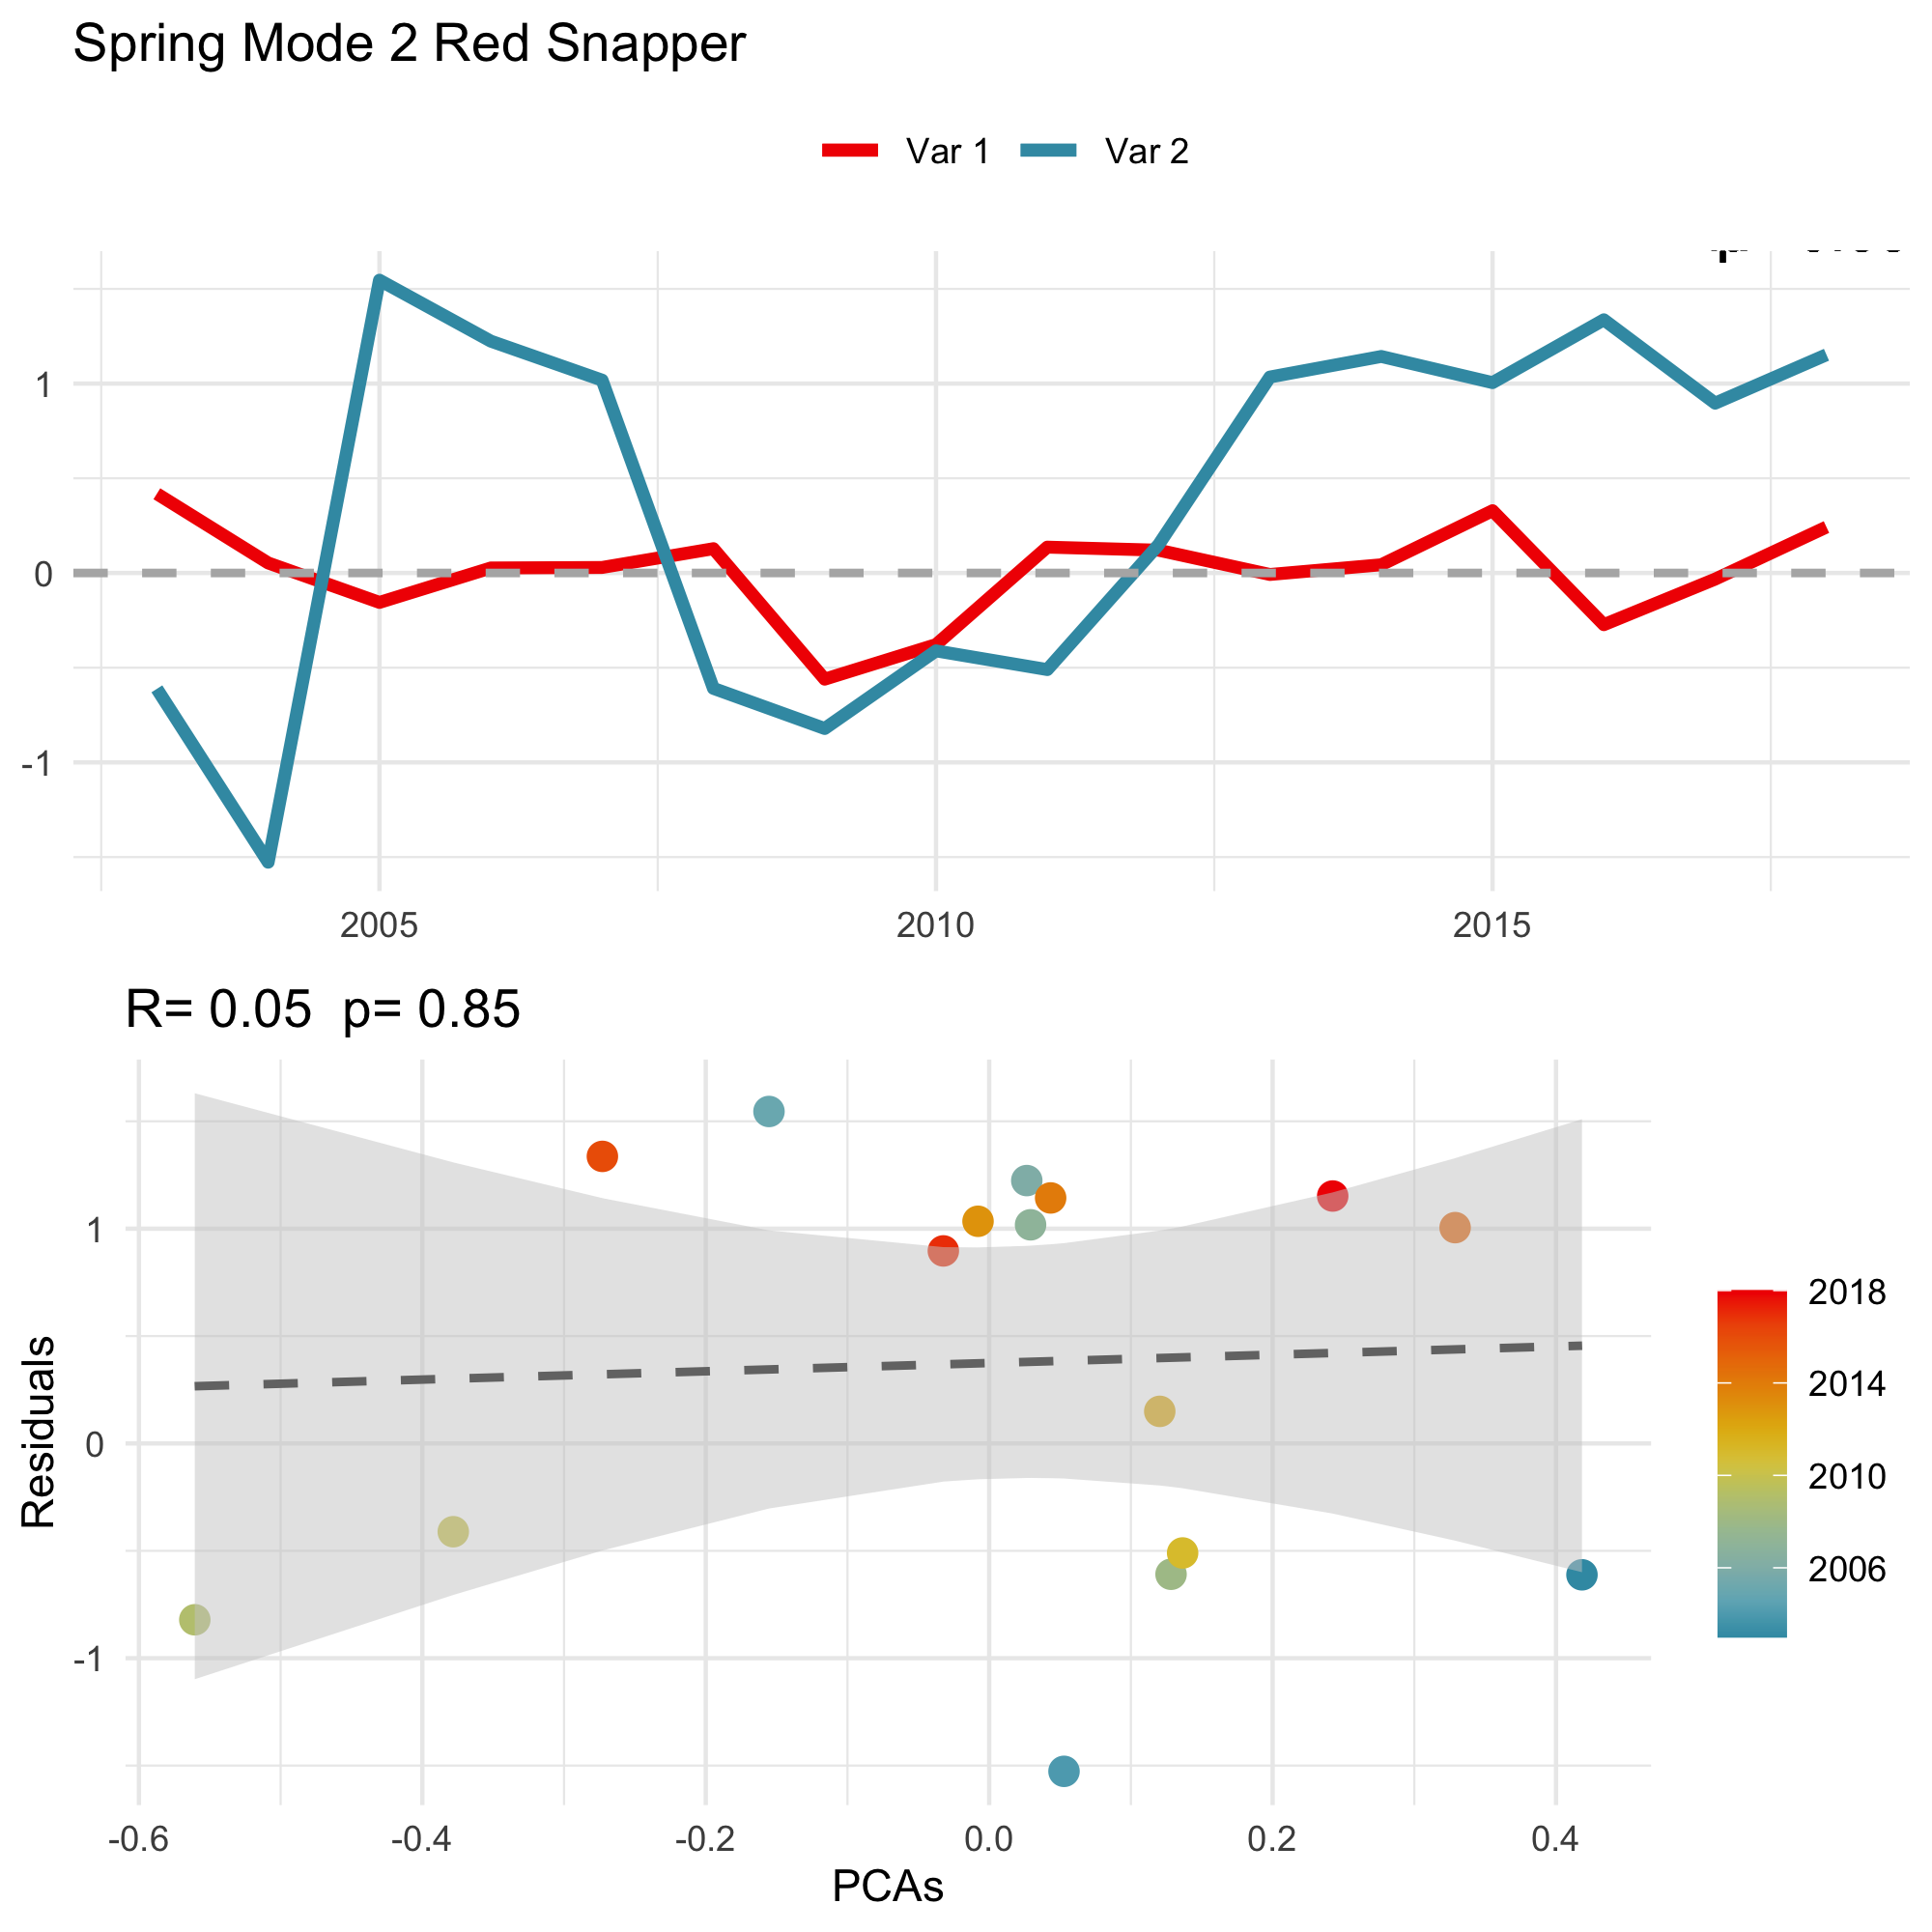 Spring Mode 2 Red Snapper
Var 1 Var 2
1
0
-1
2005 2010 2015
R= 0.05 p= 0.85
1
0
-1
Residuals
-0.6 -0.4 -0.2 0.0 0.2 0.4
PCAs
2018
2014
2010
2006